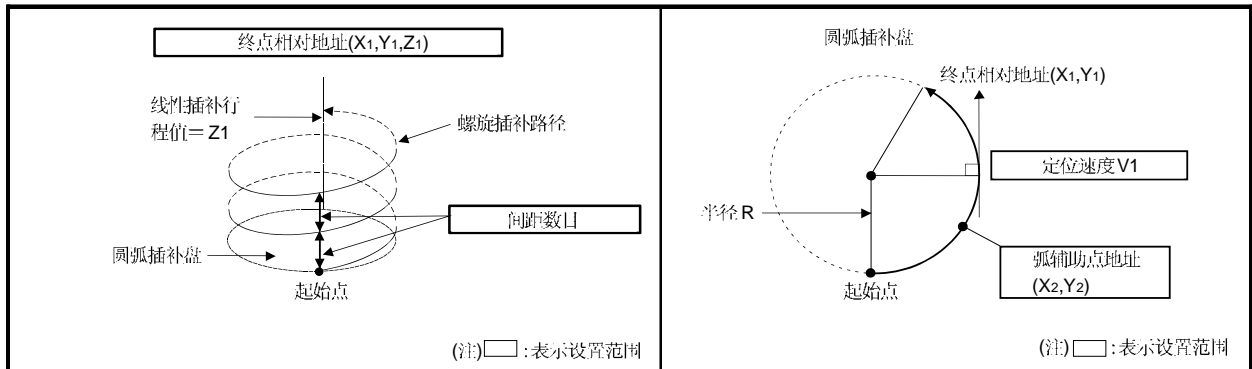 终点相对地址(X1,Y1,Z1)
线性插补行
程值＝Z1
螺旋插补路径
间距数目
圆弧插补盘
起始点
(注) :表示设置范围
圆弧插补盘
终点相对地址(X1,Y1)
定位速度V1
半径R
弧辅助点地址
(X2,Y2)
起始点
(注) :表示设置范围